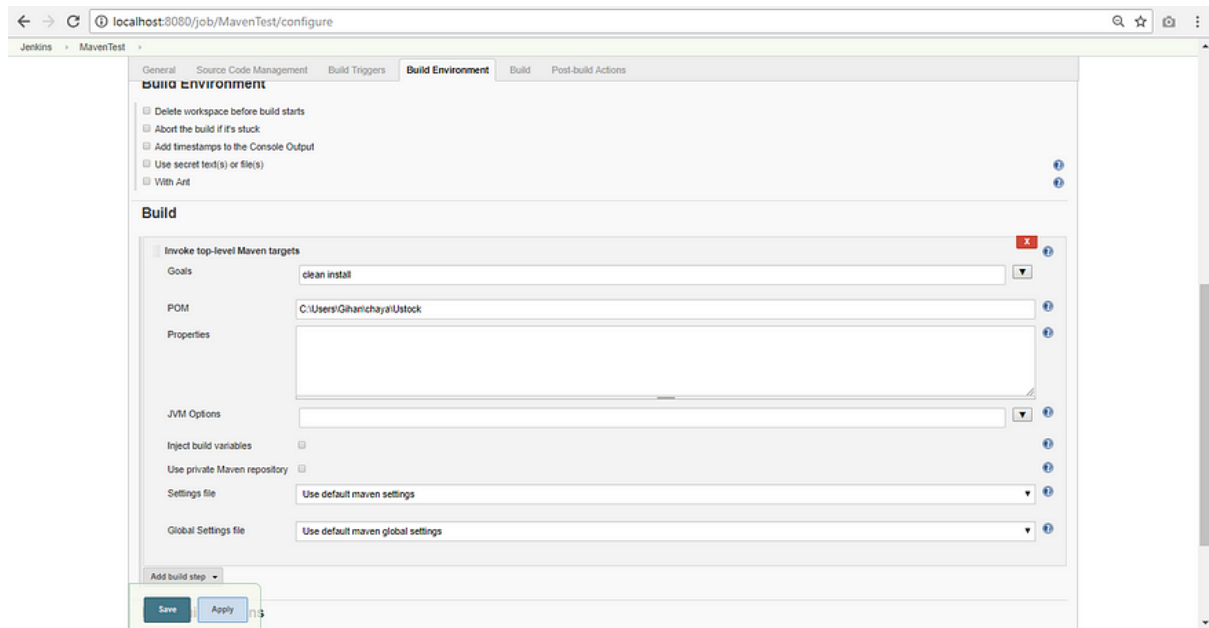 localhost:8080/job/MavenTest/configure
Jenkins MavenTest
General Source Code Management Build Triggers Build Environment Build Post-build Actions
Build Environment
Delete workspace before build starts
Abort the build if it's stuck
Add timestamps to the Console Output
Use secret text(s) or file(s)
With Ant
Build
Invoke top-level Maven targets
X
Goals clean install
POM C:\Users\Gihan\chaya\Ustock
Properties
JVM Options
Inject build variables
Use private Maven repository
Settings file Use default maven settings
Global Settings file Use default maven global settings
Add build step
Save Apply